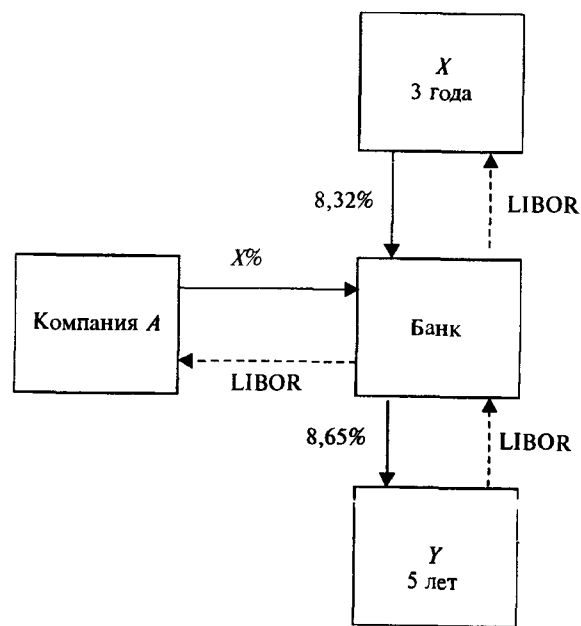 X
3 года
8,32%
LIBOR
X%
Компания A
Банк
LIBOR
8,65%
LIBOR
Y
5 лет